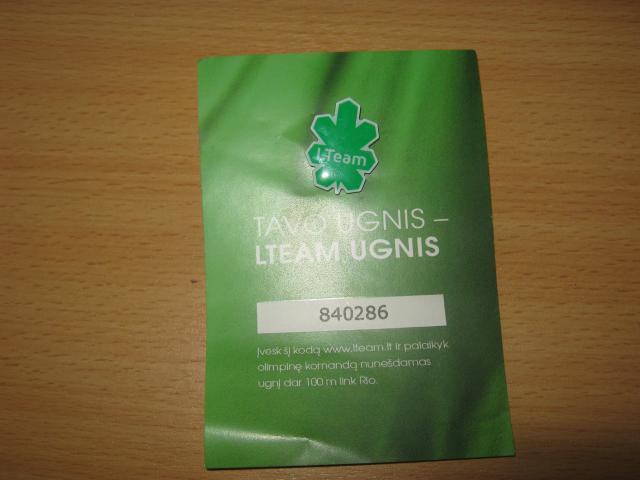 LTeam
TAVO UGNIS –
LTEAM UGNIS
840286
Įvesk šį kodą www.lteam.lt ir palaikyk
olimpinę komandą nunešdamas
ugnį dar 100 m link Rio.